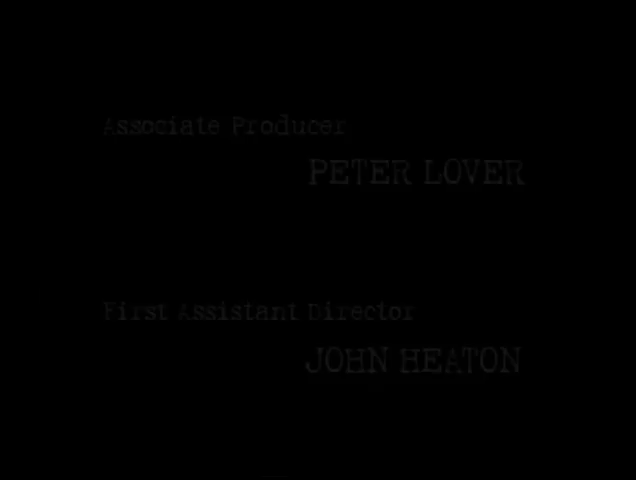 Associate Producer
PETER LOVER
First Assistant Director
JOHN HEATON